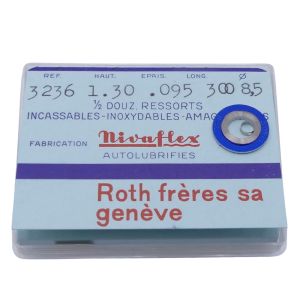 REF. HAUT. EPAIS. LONG. Ø
3236 1.30 .095 300 8,5
½ DOUZ. RESSORTS
INCASSABLES-INOXYDABLES-AMAG
FABRICATION Nivaflex
AUTOLUBRIFIES
Roth frères sa
genève